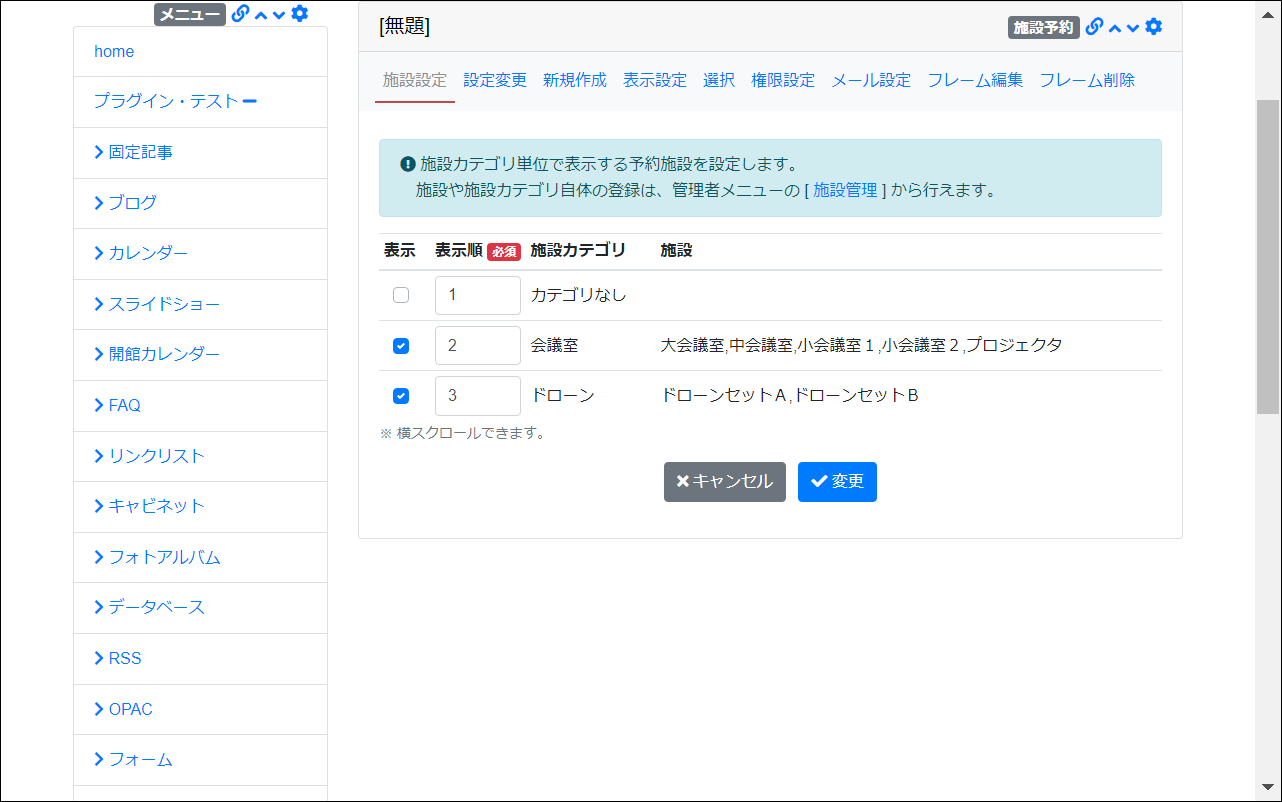 メニュー
home
プラグイン・テスト
固定記事
ブログ
カレンダー
スライドショー
開館カレンダー
FAQ
リンクリスト
キャビネット
フォトアルバム
データベース
RSS
OPAC
フォーム
[無題]
施設予約
施設設定 設定変更 新規作成 表示設定 選択 権限設定 メール設定 フレーム編集 フレーム削除
施設カテゴリ単位で表示する予約施設を設定します。
施設や施設カテゴリ自体の登録は、管理者メニューの [ 施設管理 ] から行えます。
表示 表示順 必須 施設カテゴリ 施設
1 カテゴリなし
2 会議室 大会議室,中会議室,小会議室１,小会議室２,プロジェクタ
3 ドローン ドローンセットＡ,ドローンセットＢ
※ 横スクロールできます。
キャンセル 変更